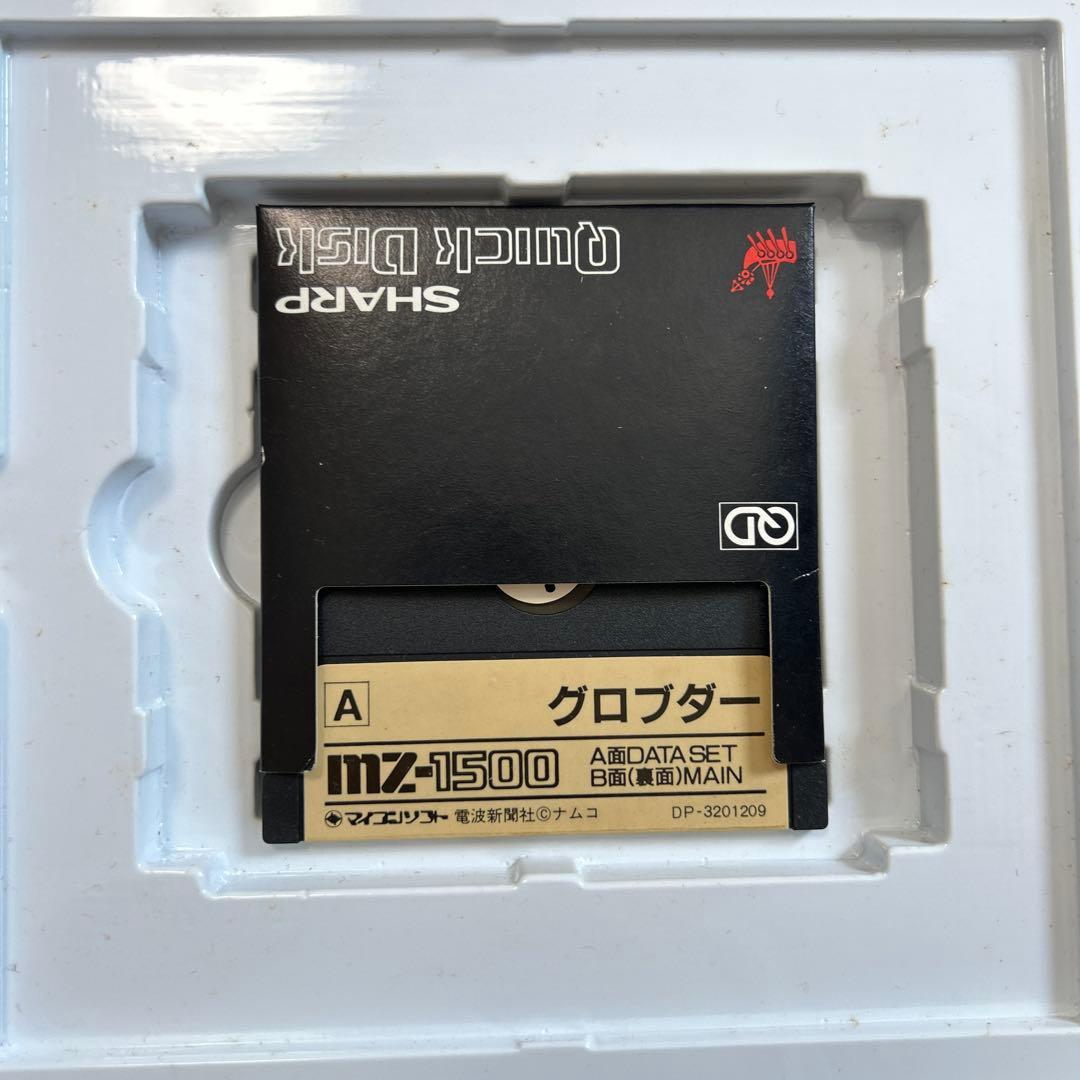 Quick Disk
SHARP
QD
A
グロブダー
MZ-1500
A面DATA SET
B面(裏面)MAIN
マイコンソフト 電波新聞社©ナムコ
DP-3201209